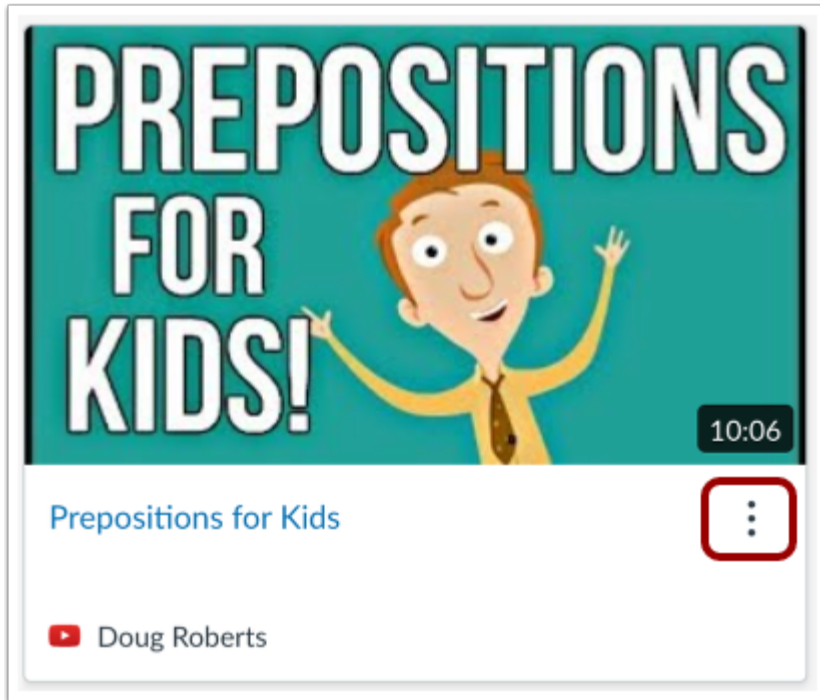 PREPOSITIONS
FOR
KIDS!
10:06
Prepositions for Kids
Doug Roberts